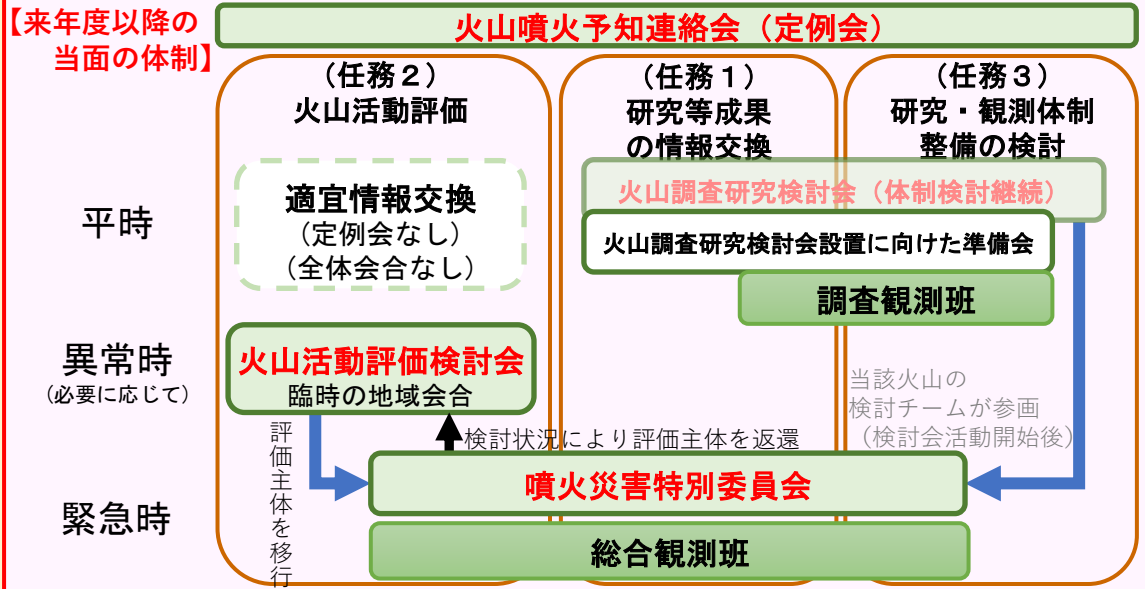 【来年度以降の
当面の体制】
火山噴火予知連絡会（定例会）
（任務２）
火山活動評価
（任務１）
研究等成果
の情報交換
（任務３）
研究・観測体制
整備の検討
平時
適宜情報交換
（定例会なし）
（全体会合なし）
火山調査研究検討会（体制検討継続）
火山調査研究検討会設置に向けた準備会
調査観測班
異常時
（必要に応じて）
火山活動評価検討会
臨時の地域会合
当該火山の
検討チームが参画
（検討会活動開始後）
評価主体を移行
検討状況により評価主体を返還
緊急時
噴火災害特別委員会
総合観測班